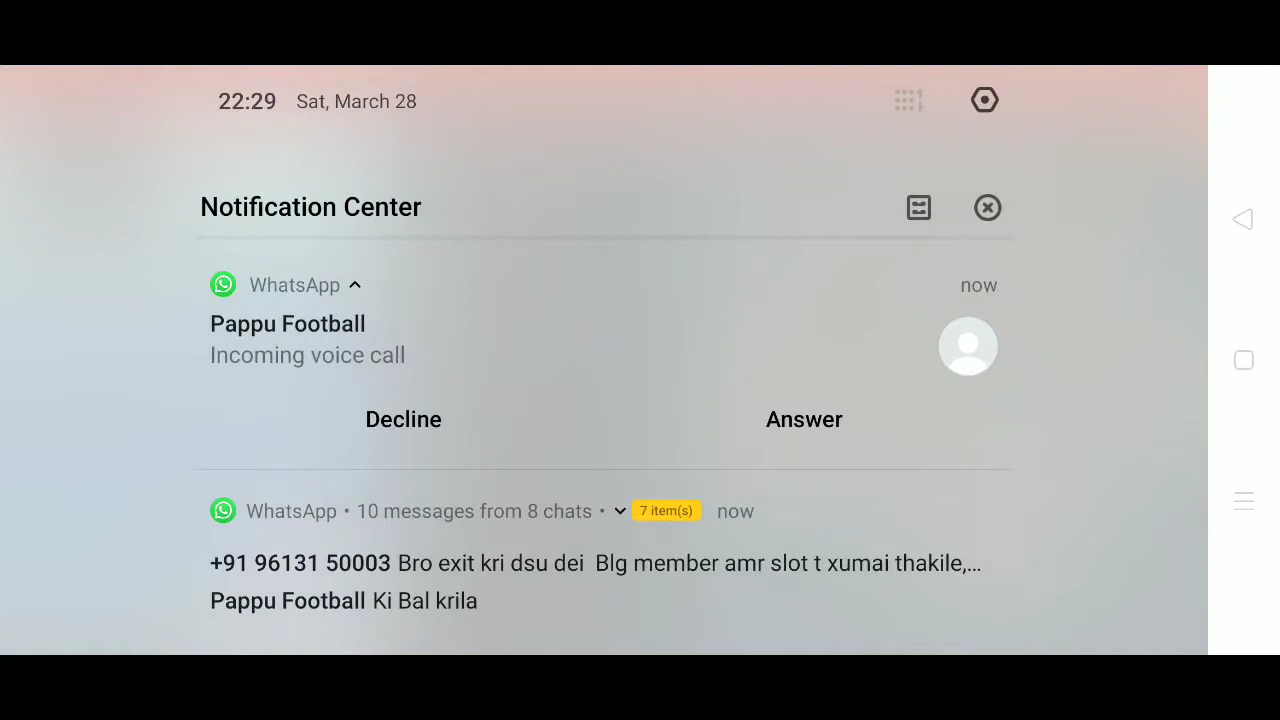 22:29 Sat, March 28
Notification Center
WhatsApp now
Pappu Football
Incoming voice call
Decline Answer
WhatsApp • 10 messages from 8 chats • 7 item(s) now
+91 96131 50003 Bro exit kri dsu dei Blg member amr slot t xumai thakile,...
Pappu Football Ki Bal krila